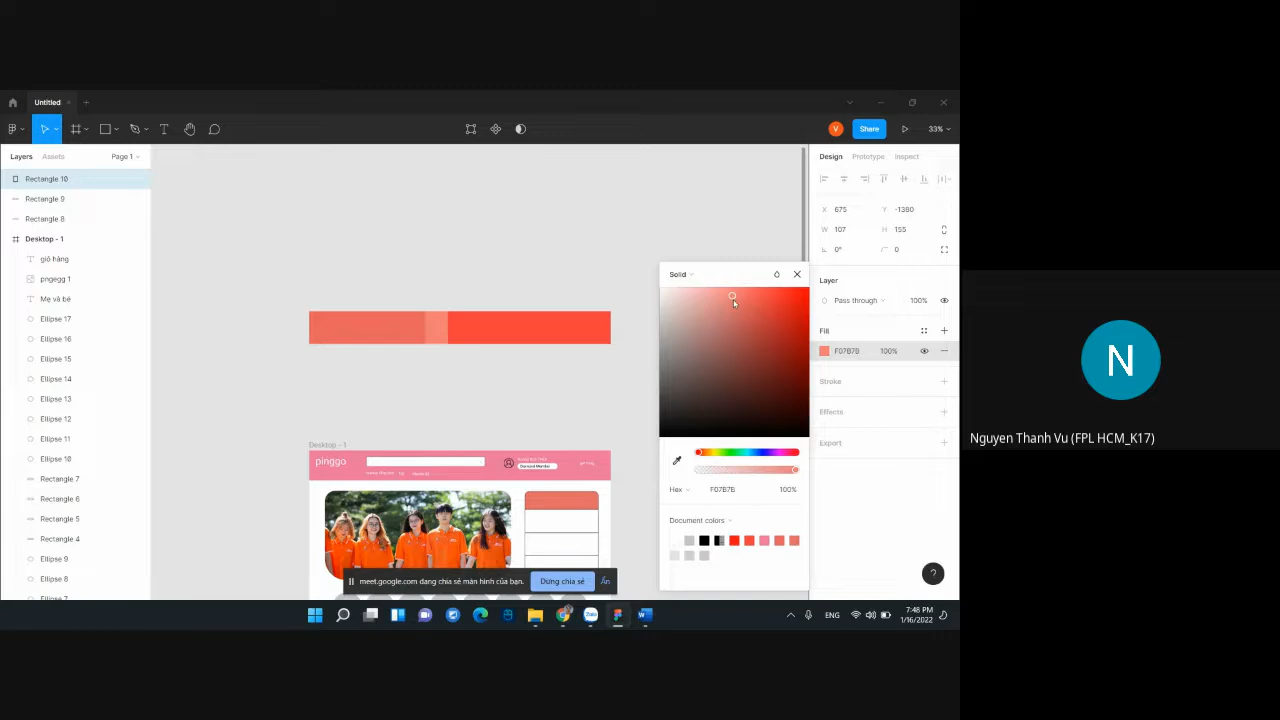 Untitled
V
Share
33%
Layers
Assets
Page 1
Design
Prototype
Inspect
Rectangle 10
Rectangle 9
Rectangle 8
Desktop - 1
giỏ hàng
pngegg 1
Mẹ và bé
Ellipse 17
Ellipse 16
Ellipse 15
Ellipse 14
Ellipse 13
Ellipse 12
Ellipse 11
Ellipse 10
Rectangle 7
Rectangle 6
Rectangle 5
Rectangle 4
Ellipse 9
Ellipse 8
Desktop - 1
pinggo
Diamond Member
meet.google.com đang chia sẻ màn hình của bạn.
Dừng chia sẻ
Ẩn
Solid
Hex
F07B7B
100%
Document colors
X
675
Y
-1380
W
107
H
155
0°
0
Layer
Pass through
100%
Fill
F07B7B
100%
Stroke
Effects
Export
?
Zalo
ENG
7:48 PM
1/16/2022
N
Nguyen Thanh Vu (FPL HCM_K17)